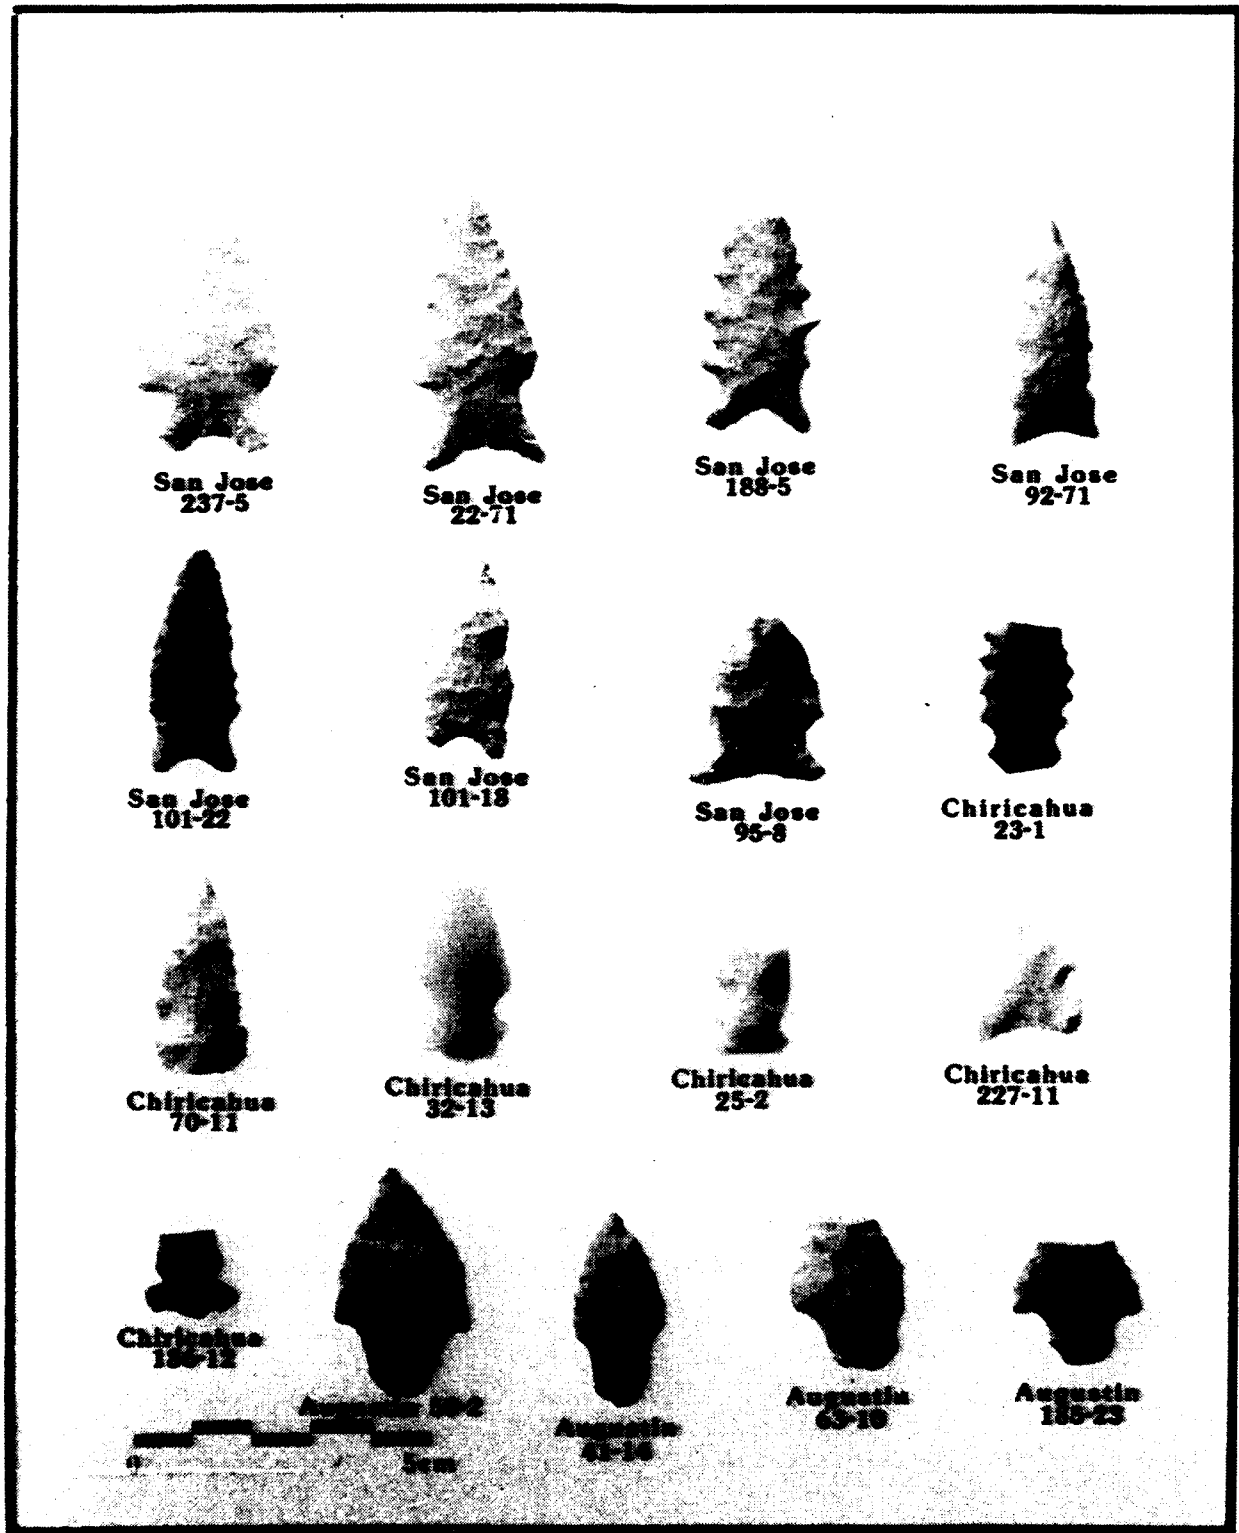 San Jose
237-5
San Jose
22-71
San Jose
188-5
San Jose
92-71
San Jose
101-22
San Jose
101-18
San Jose
95-8
Chiricahua
23-1
Chiricahua
70-11
Chiricahua
32-13
Chiricahua
25-2
Chiricahua
227-11
Chiricahua
Augustin
Augustin
Augustin
63-10
Augustin
185-23
0
5cm